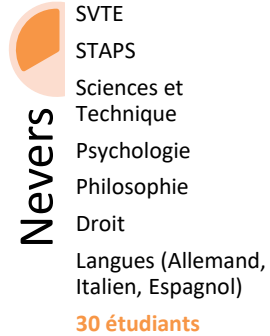 Nevers
SVTE
STAPS
Sciences et
Technique
Psychologie
Philosophie
Droit
Langues (Allemand,
Italien, Espagnol)
30 étudiants